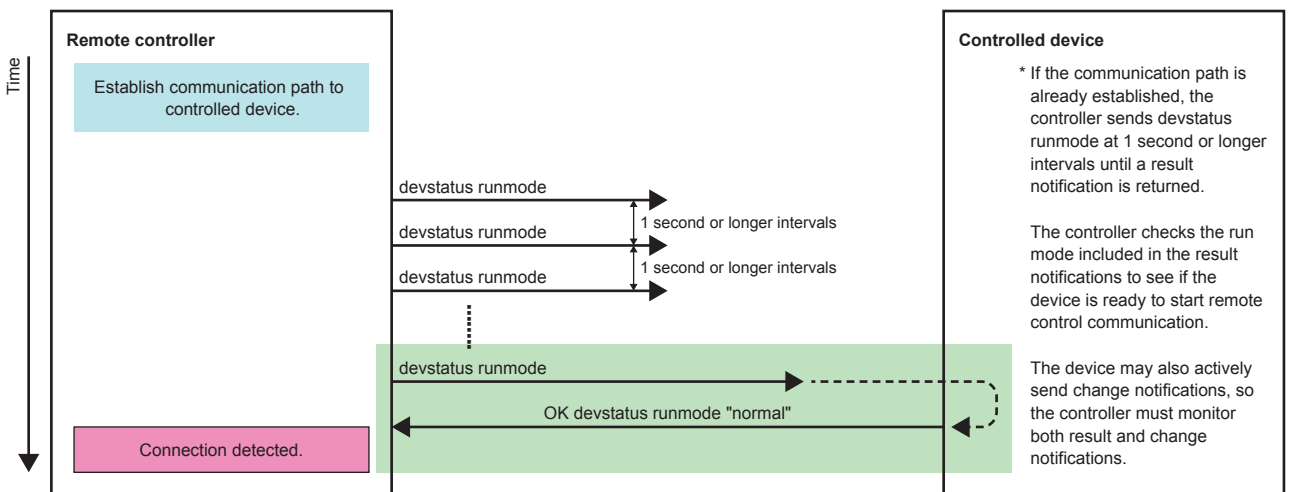 Time
Remote controller
Establish communication path to
controlled device.
devstatus runmode
1 second or longer intervals
devstatus runmode
1 second or longer intervals
devstatus runmode
devstatus runmode
OK devstatus runmode "normal"
Connection detected.
Controlled device
* If the communication path is
already established, the
controller sends devstatus
runmode at 1 second or longer
intervals until a result
notification is returned.
The controller checks the run
mode included in the result
notifications to see if the
device is ready to start remote
control communication.
The device may also actively
send change notifications, so
the controller must monitor
both result and change
notifications.